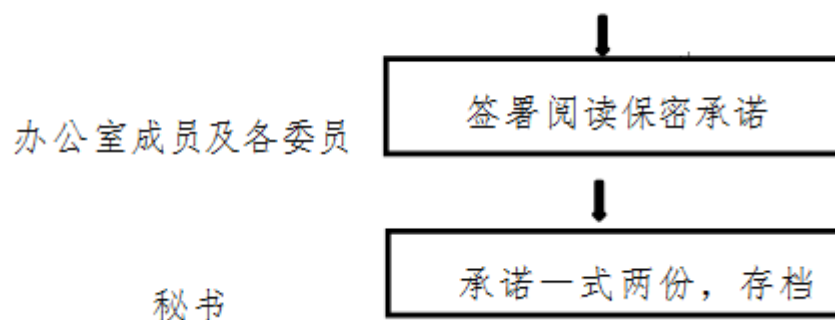 签署阅读保密承诺
办公室成员及各委员
承诺一式两份，存档
秘书